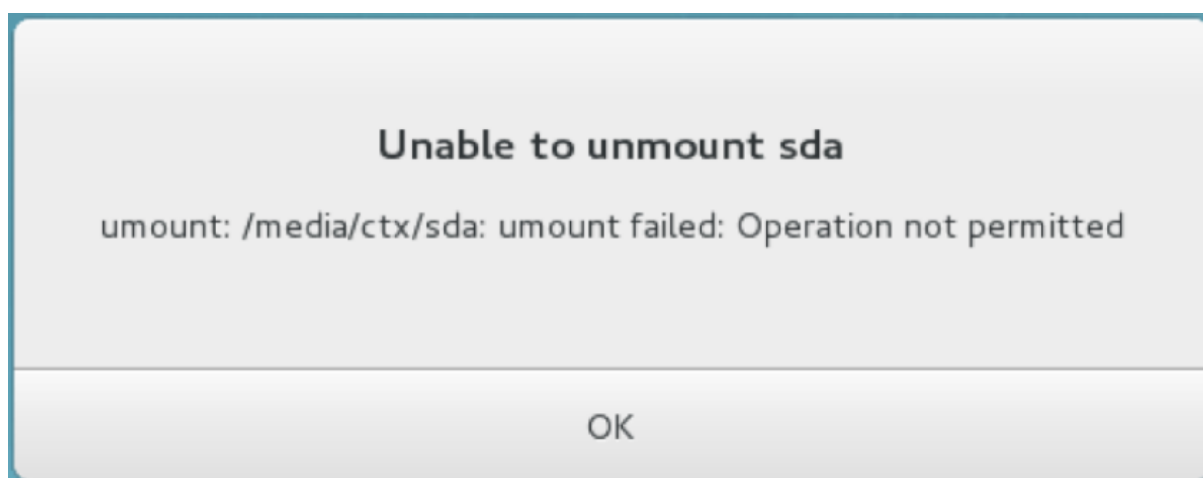 Unable to unmount sda
umount: /media/ctx/sda: umount failed: Operation not permitted
OK